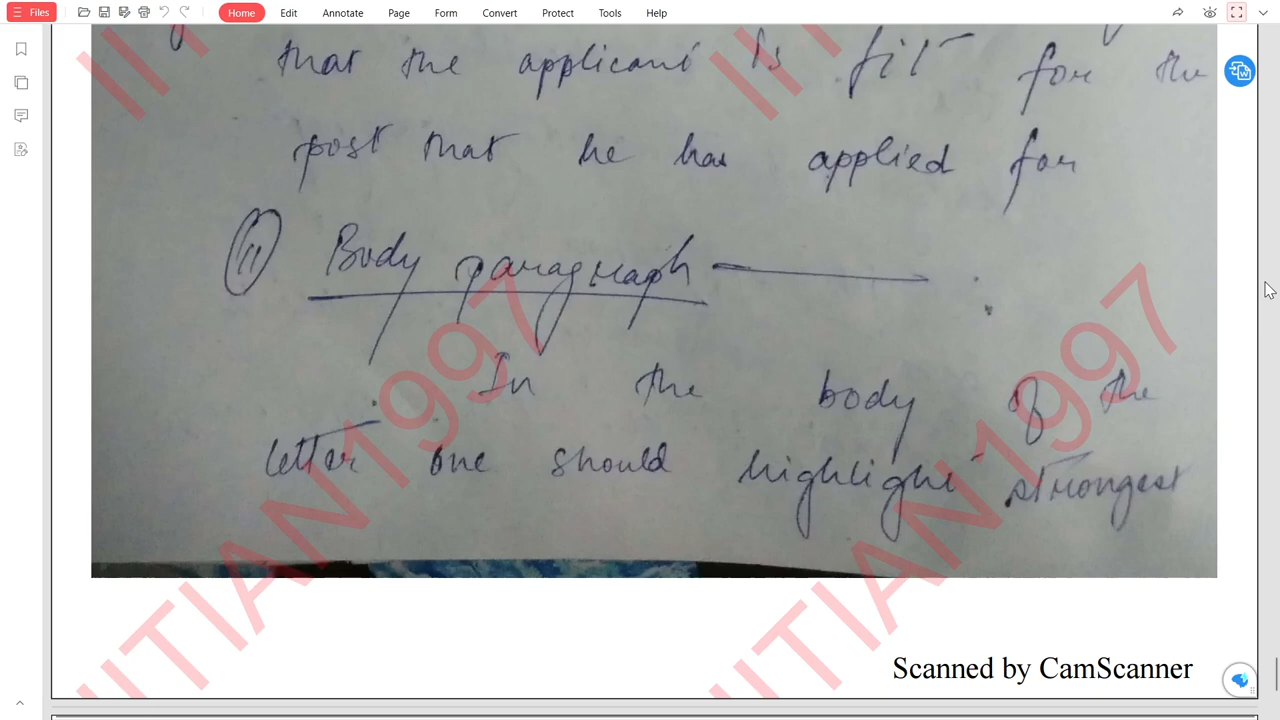 Files
Home Edit Annotate Page Form Convert Protect Tools Help
that the applicant is fit for the
post that he has applied for
(ii) Body paragraph — :
In the body of the
letter one should highlight strongest
IITIAN1997
IITIAN1997
Scanned by CamScanner